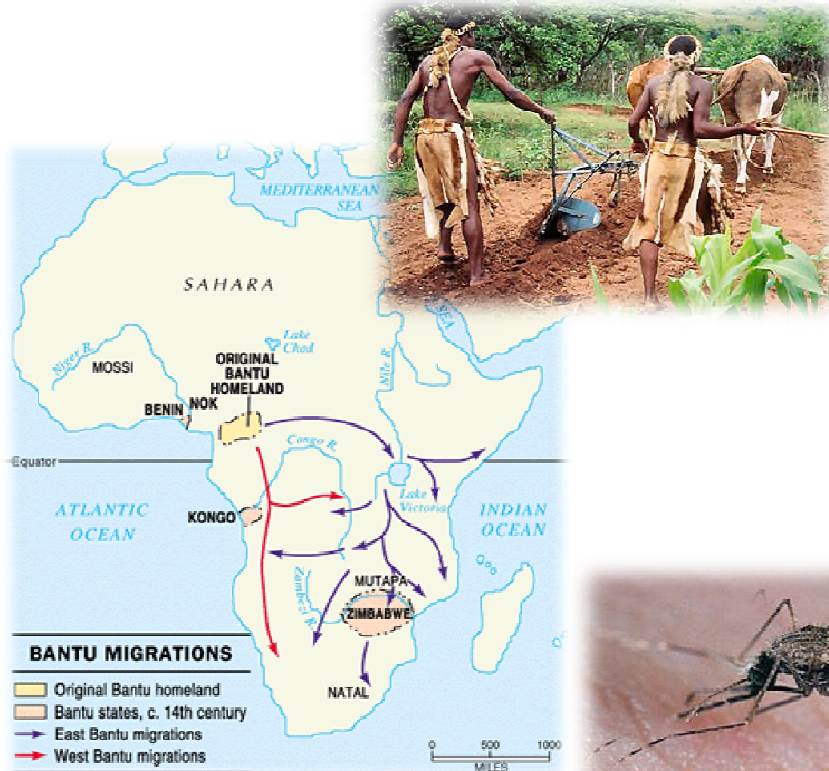 MEDITERRANEAN
SEA
SAHARA
SEA
Lake
Chad
Niger R.
MOSSI
ORIGINAL
BANTU
HOMELAND
Nile R.
BENIN
NOK
Congo R.
Equator
ATLANTIC
OCEAN
KONGO
Lake
Victoria
INDIAN
OCEAN
Zambezi R.
MUTAPA
ZIMBABWE
NATAL
BANTU MIGRATIONS
Original Bantu homeland
Bantu states, c. 14th century
East Bantu migrations
West Bantu migrations
0 500 1000
MILES